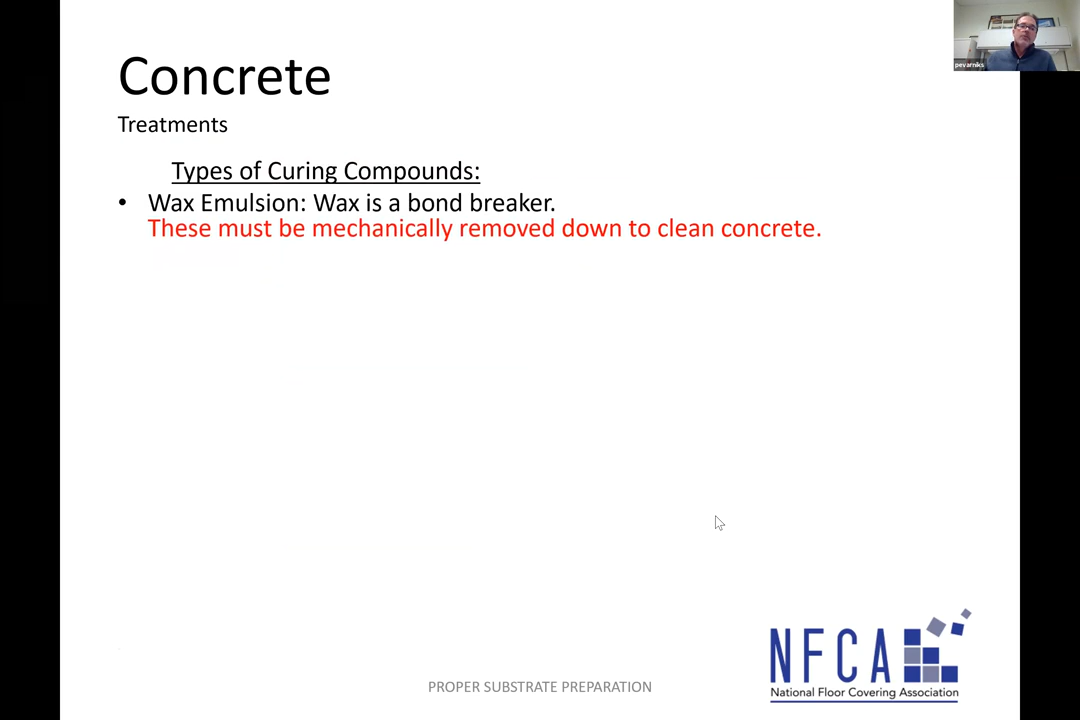 Concrete
Treatments
Types of Curing Compounds:
• Wax Emulsion: Wax is a bond breaker.
These must be mechanically removed down to clean concrete.
PROPER SUBSTRATE PREPARATION
NFCA
National Floor Covering Association
pevarniks